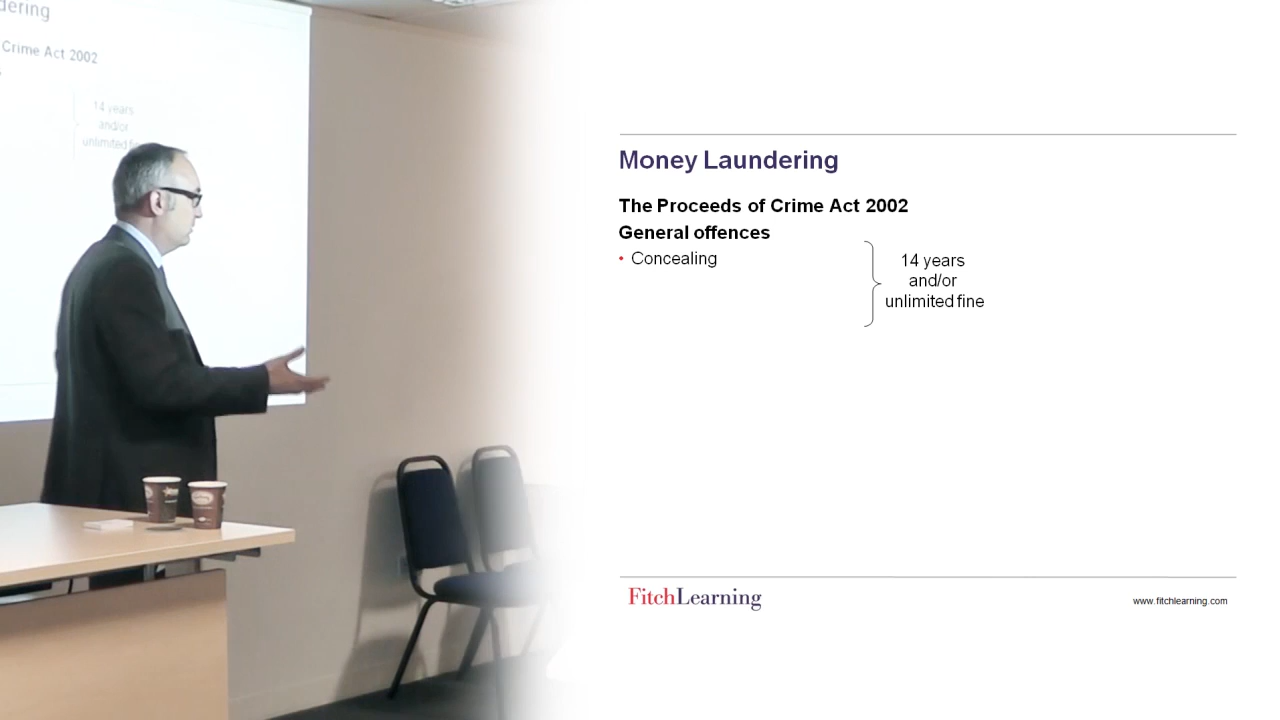 dering
Crime Act 2002
14 years
and/or
unlimited
Money Laundering
The Proceeds of Crime Act 2002
General offences
• Concealing
14 years
and/or
unlimited fine
FitchLearning
www.fitchlearning.com